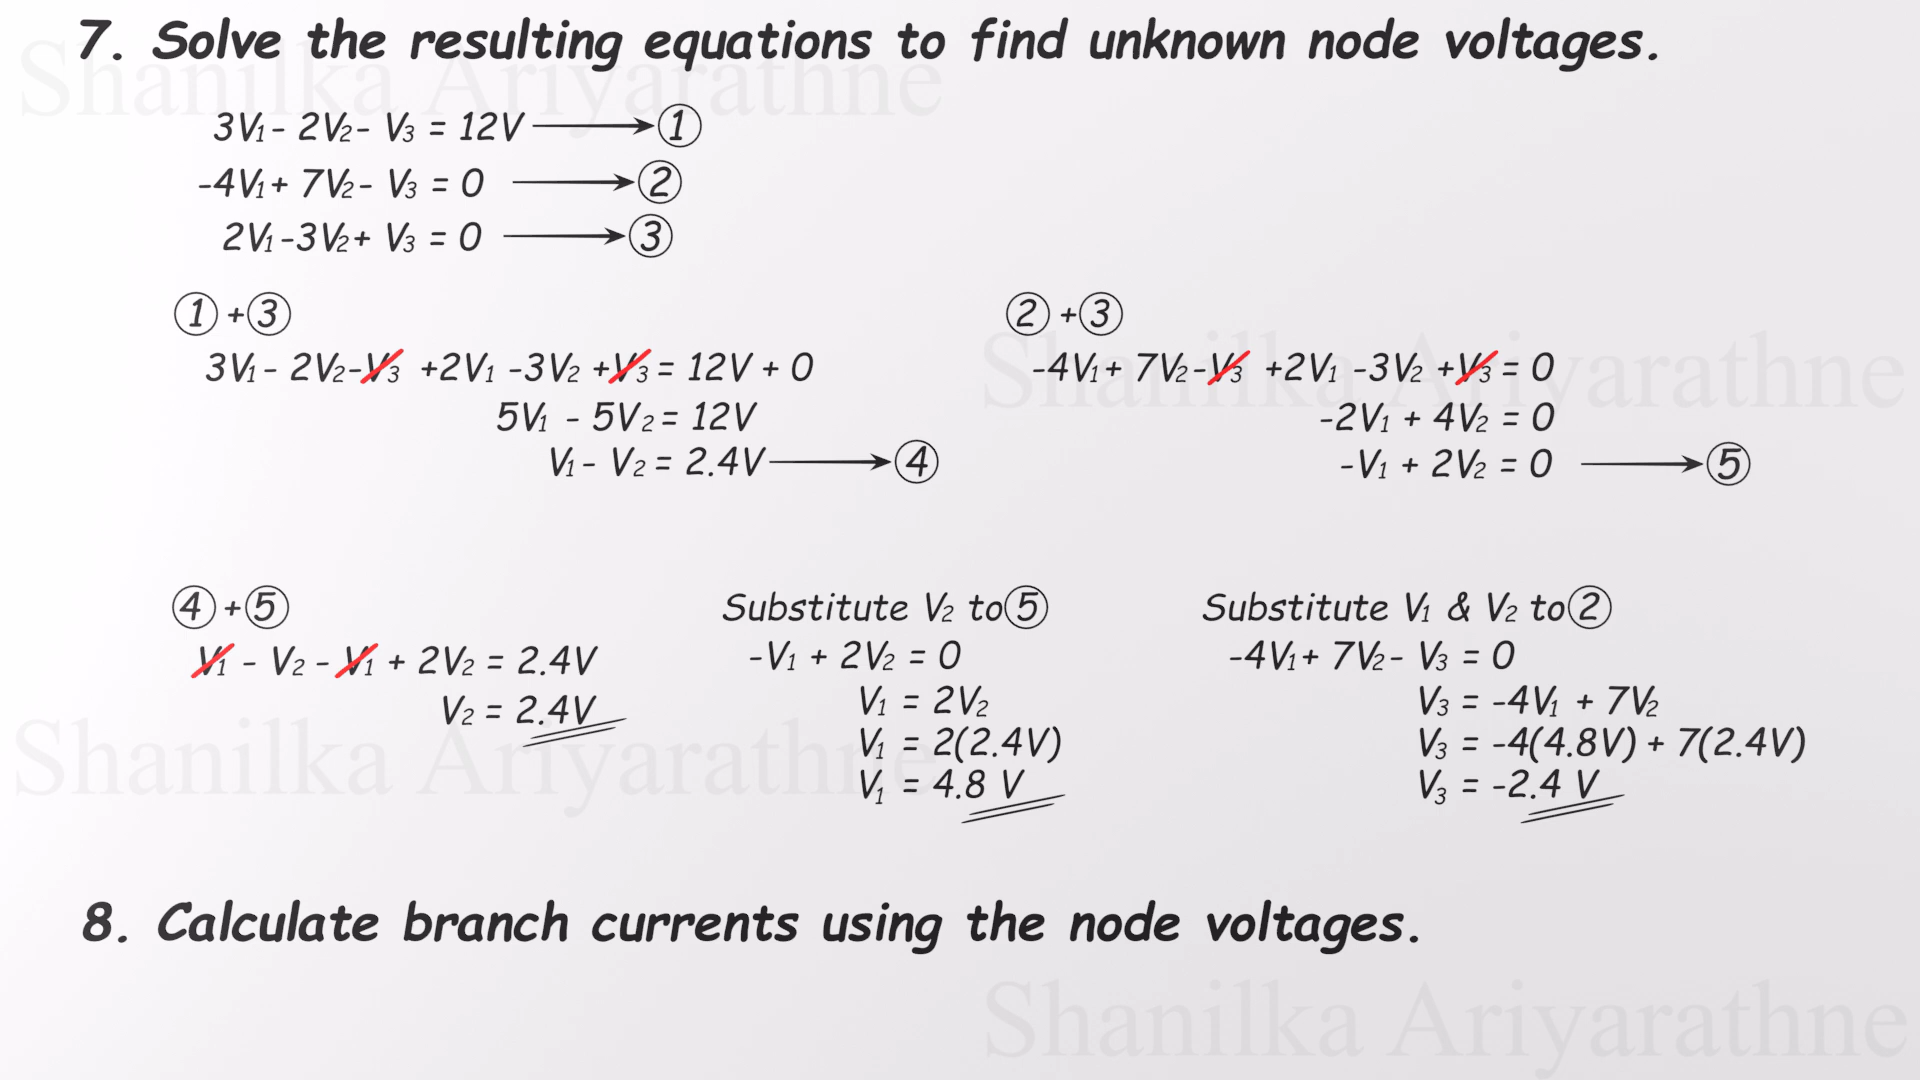 7. Solve the resulting equations to find unknown node voltages.
Shanilka Ariyarathne
3V₁ - 2V₂ - V₃ = 12V ⟶ ①
-4V₁ + 7V₂ - V₃ = 0 ⟶ ②
2V₁ -3V₂ + V₃ = 0 ⟶ ③
① + ③
3V₁ - 2V₂ - V₃ +2V₁ -3V₂ +V₃ = 12V + 0
5V₁ - 5V₂ = 12V
V₁ - V₂ = 2.4V ⟶ ④
② + ③
Shanilka Ariyarathne
-4V₁ + 7V₂ - V₃ +2V₁ -3V₂ +V₃ = 0
-2V₁ + 4V₂ = 0
-V₁ + 2V₂ = 0 ⟶ ⑤
④ + ⑤
V₁ - V₂ - V₁ + 2V₂ = 2.4V
V₂ = 2.4V
Shanilka Ariyarathne
Substitute V₂ to ⑤
-V₁ + 2V₂ = 0
V₁ = 2V₂
V₁ = 2(2.4V)
V₁ = 4.8 V
Substitute V₁ & V₂ to ②
-4V₁ + 7V₂ - V₃ = 0
V₃ = -4V₁ + 7V₂
V₃ = -4(4.8V) + 7(2.4V)
V₃ = -2.4 V
8. Calculate branch currents using the node voltages.
Shanilka Ariyarathne